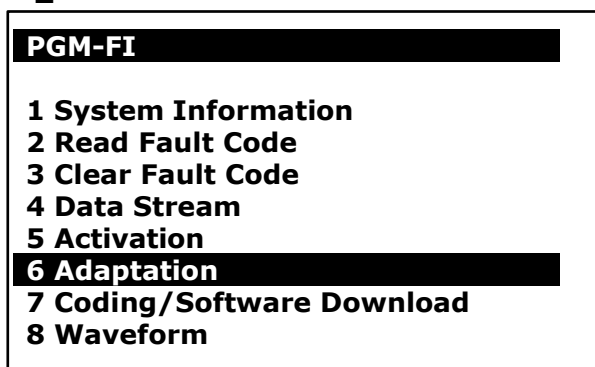 PGM-FI
1 System Information
2 Read Fault Code
3 Clear Fault Code
4 Data Stream
5 Activation
6 Adaptation
7 Coding/Software Download
8 Waveform